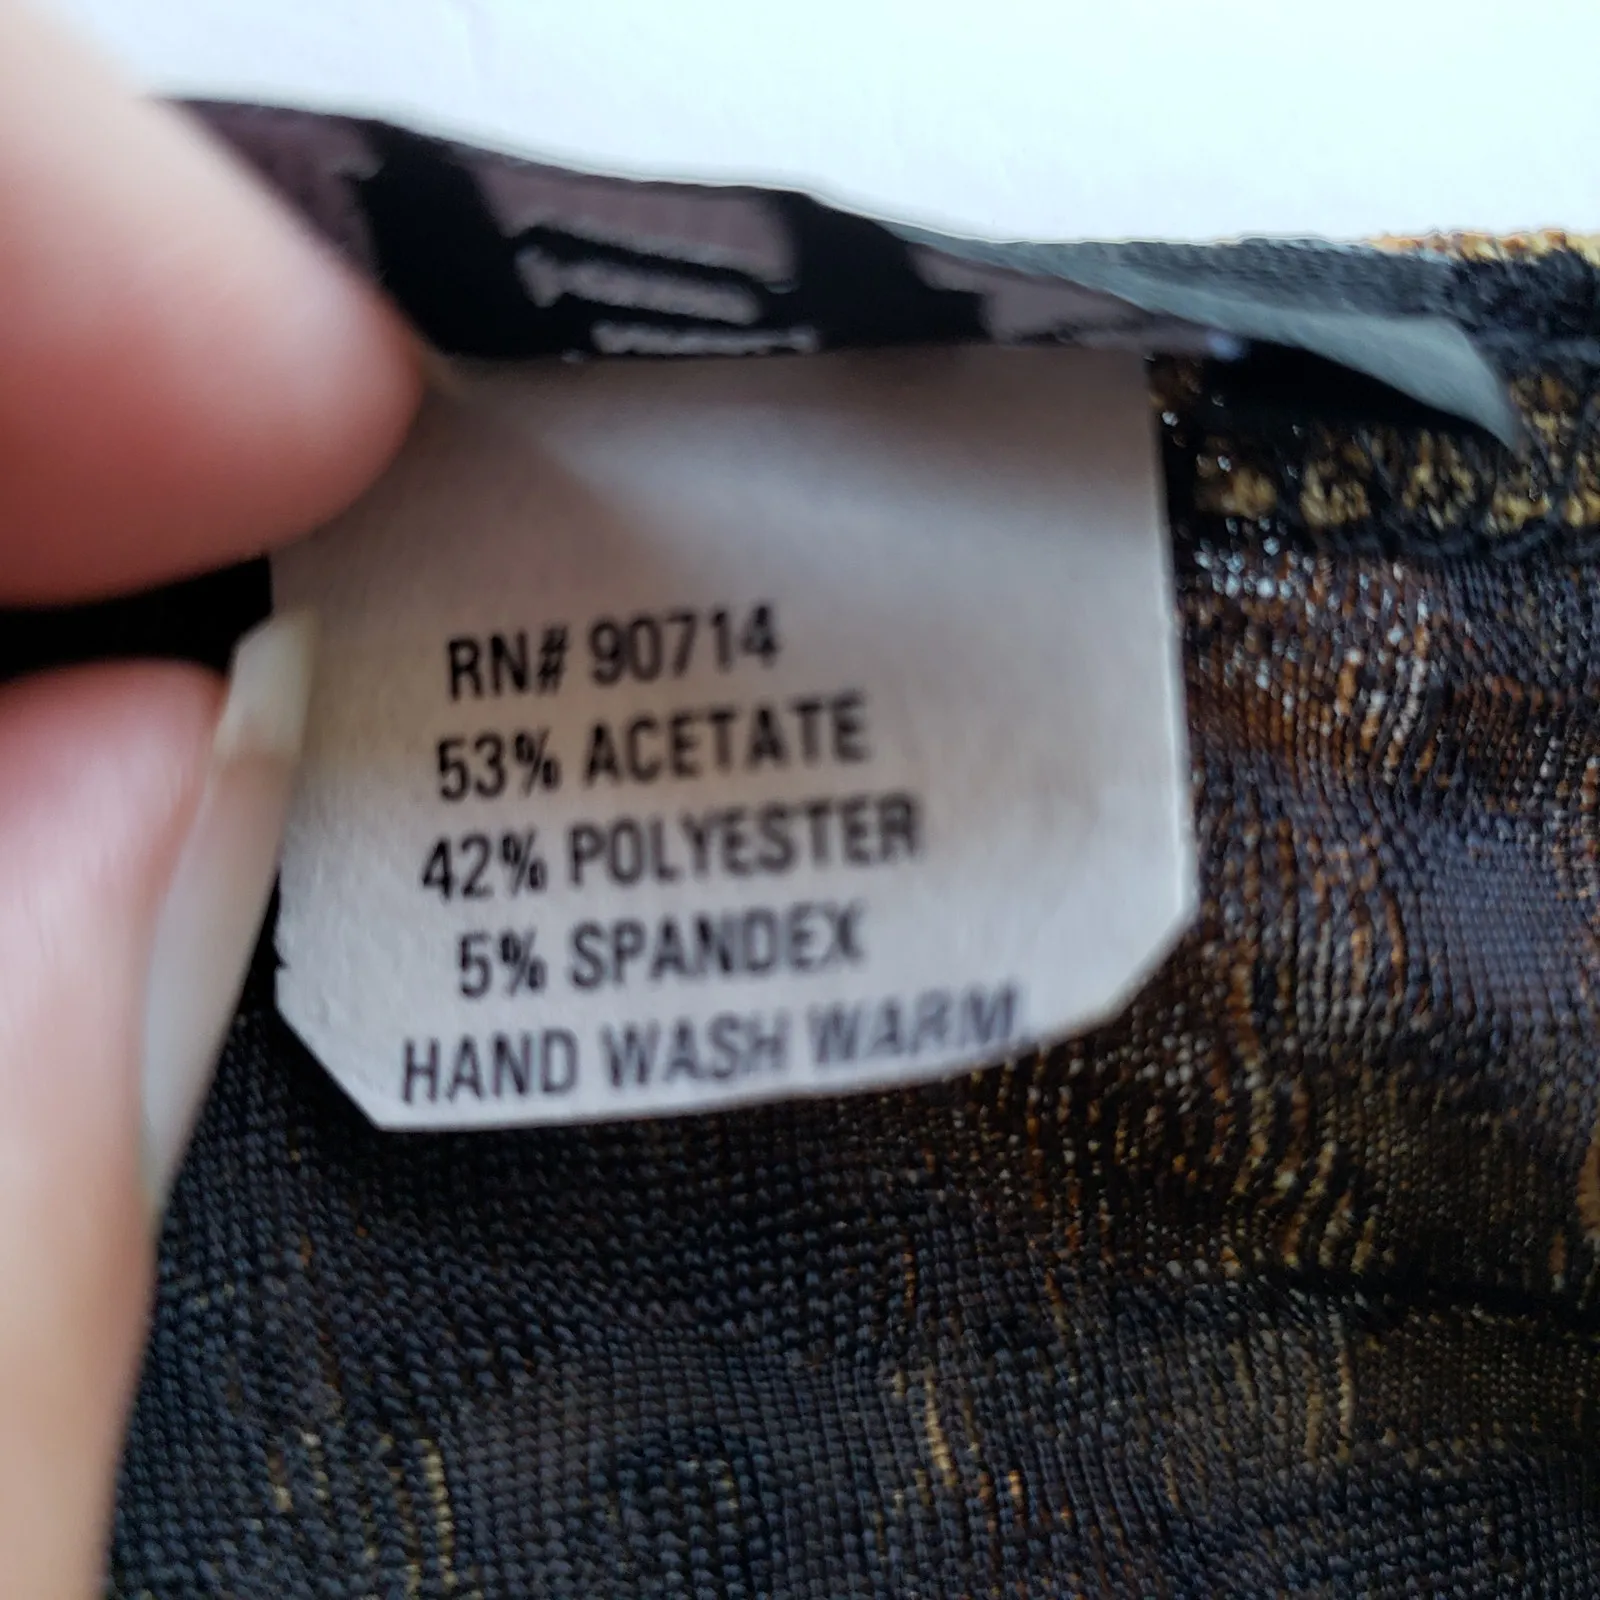 RN# 90714
53% ACETATE
42% POLYESTER
5% SPANDEX
HAND WASH WARM.